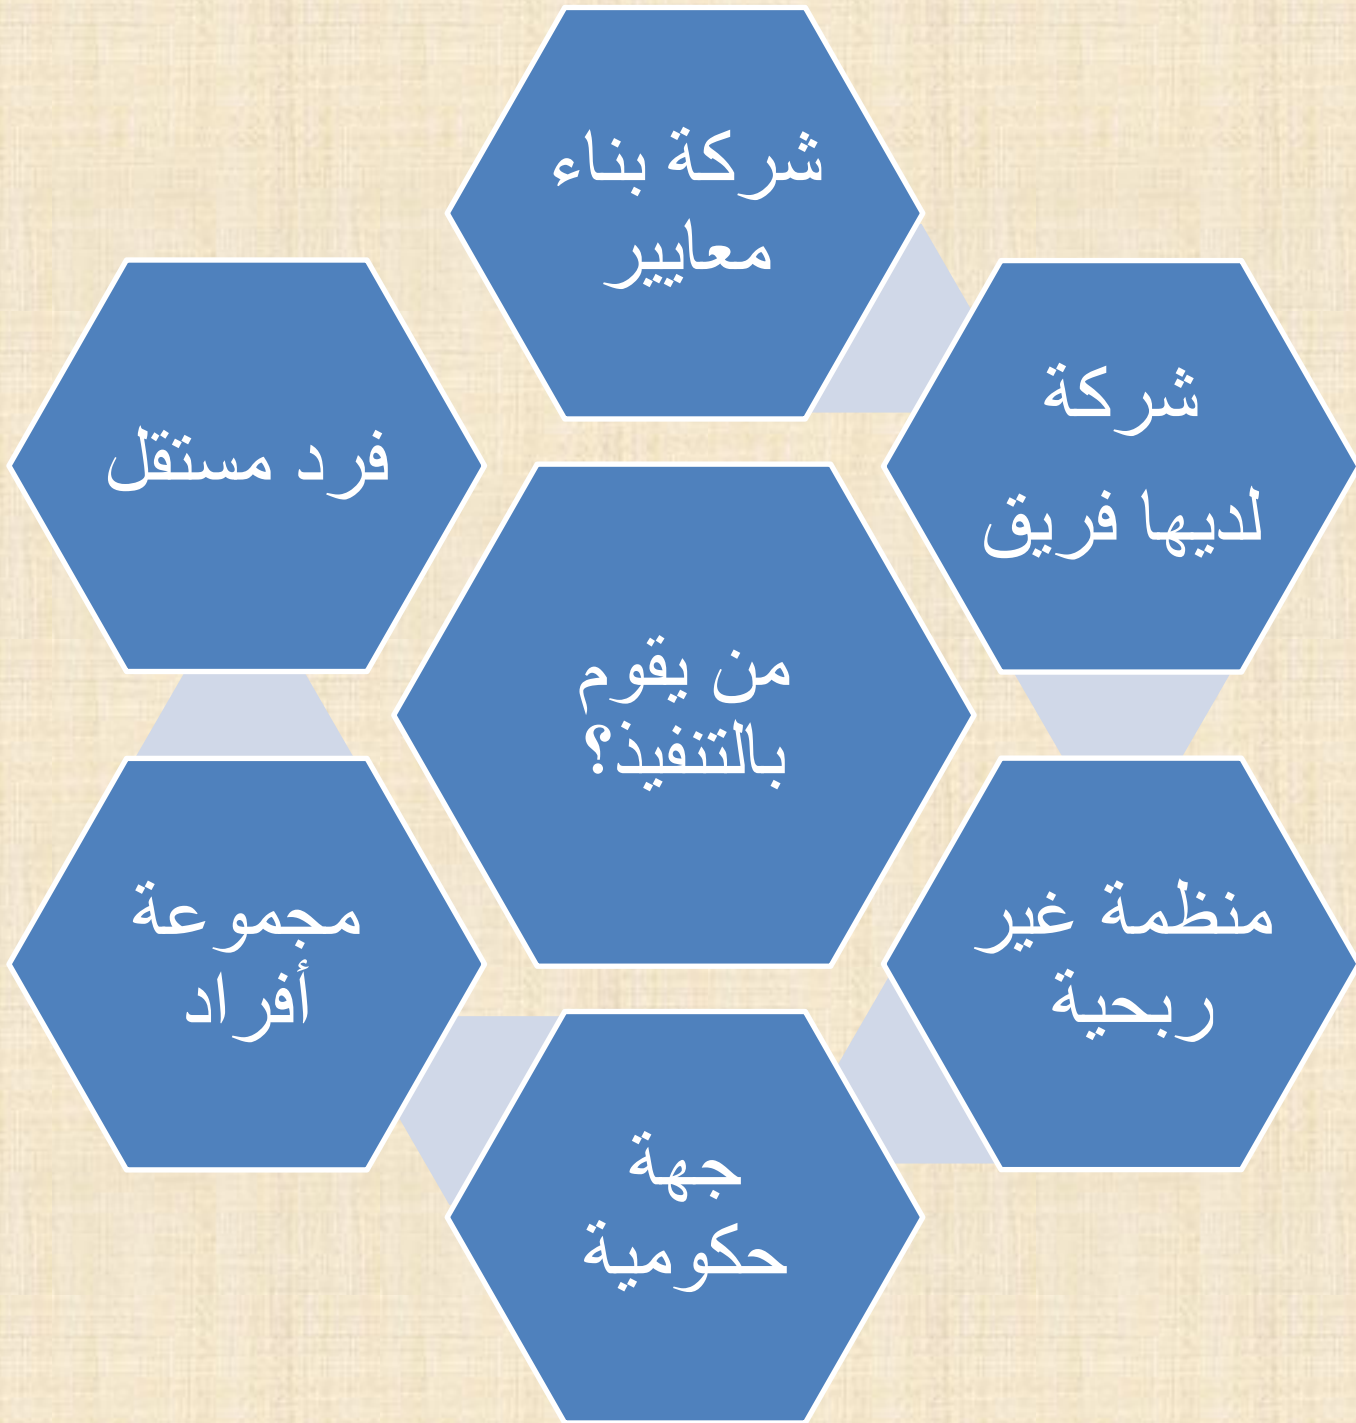 شركة بناء
معايير
شركة
لديها فريق
منظمة غير
ربحية
جهة
حكومية
مجموعة
أفراد
فرد مستقل
من يقوم
بالتنفيذ؟